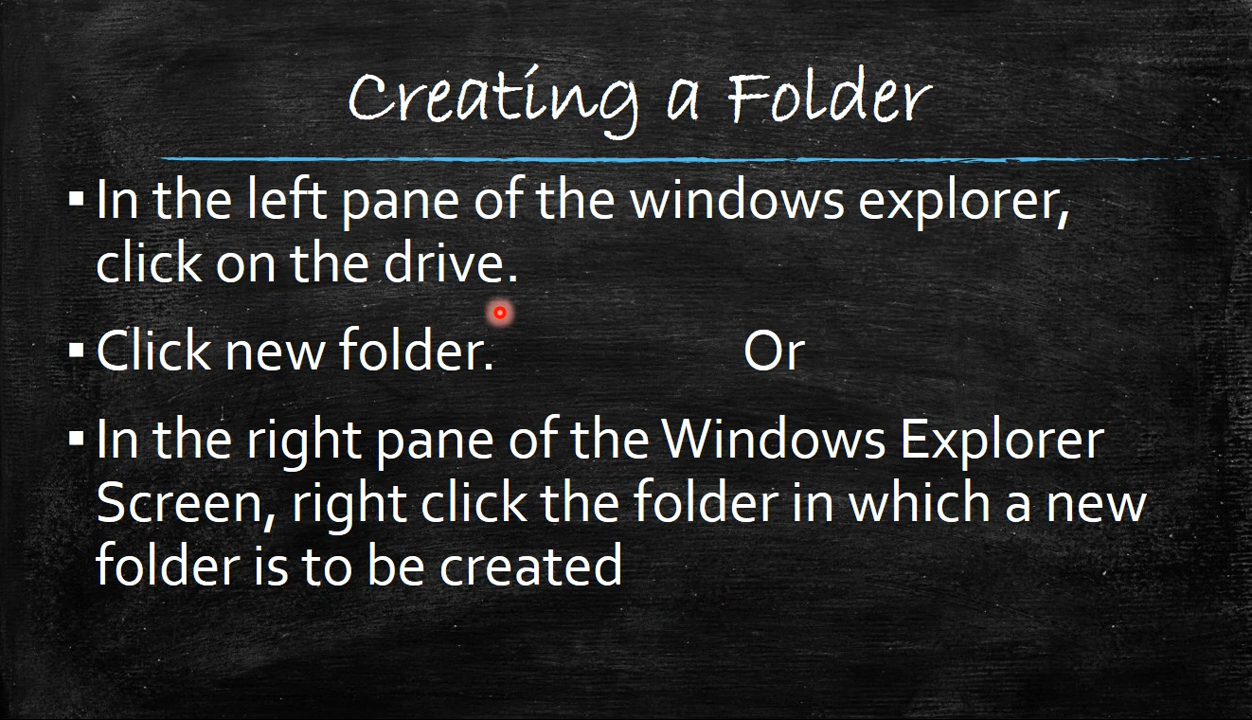 Creating a Folder
▪ In the left pane of the windows explorer,
click on the drive.
▪ Click new folder. Or
▪ In the right pane of the Windows Explorer
Screen, right click the folder in which a new
folder is to be created